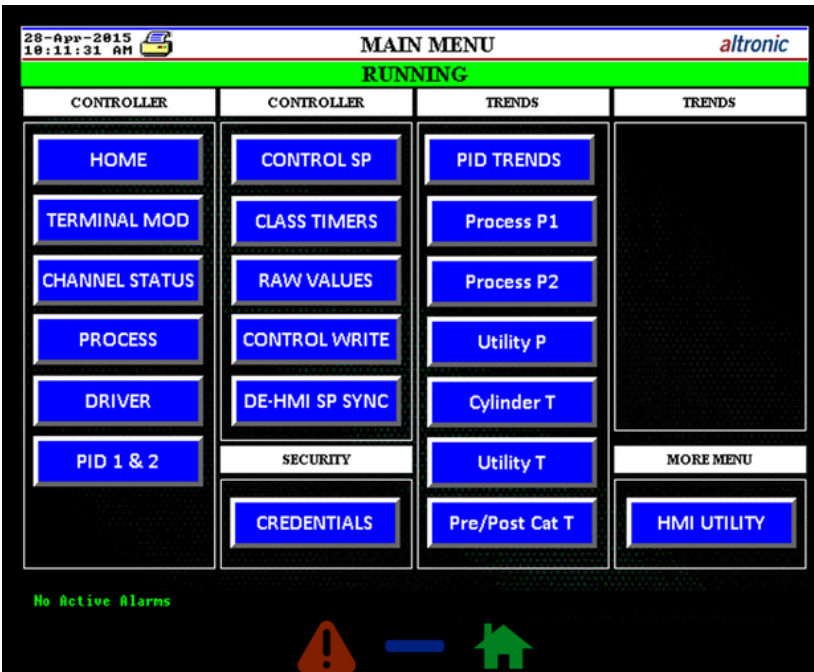 28-Apr-2015
10:11:31 AM
MAIN MENU
altronic
RUNNING
CONTROLLER
CONTROLLER
TRENDS
TRENDS
HOME
CONTROL SP
PID TRENDS
TERMINAL MOD
CLASS TIMERS
Process P1
CHANNEL STATUS
RAW VALUES
Process P2
PROCESS
CONTROL WRITE
Utility P
DRIVER
DE-HMI SP SYNC
Cylinder T
PID 1 & 2
SECURITY
Utility T
MORE MENU
CREDENTIALS
Pre/Post Cat T
HMI UTILITY
No Active Alarms